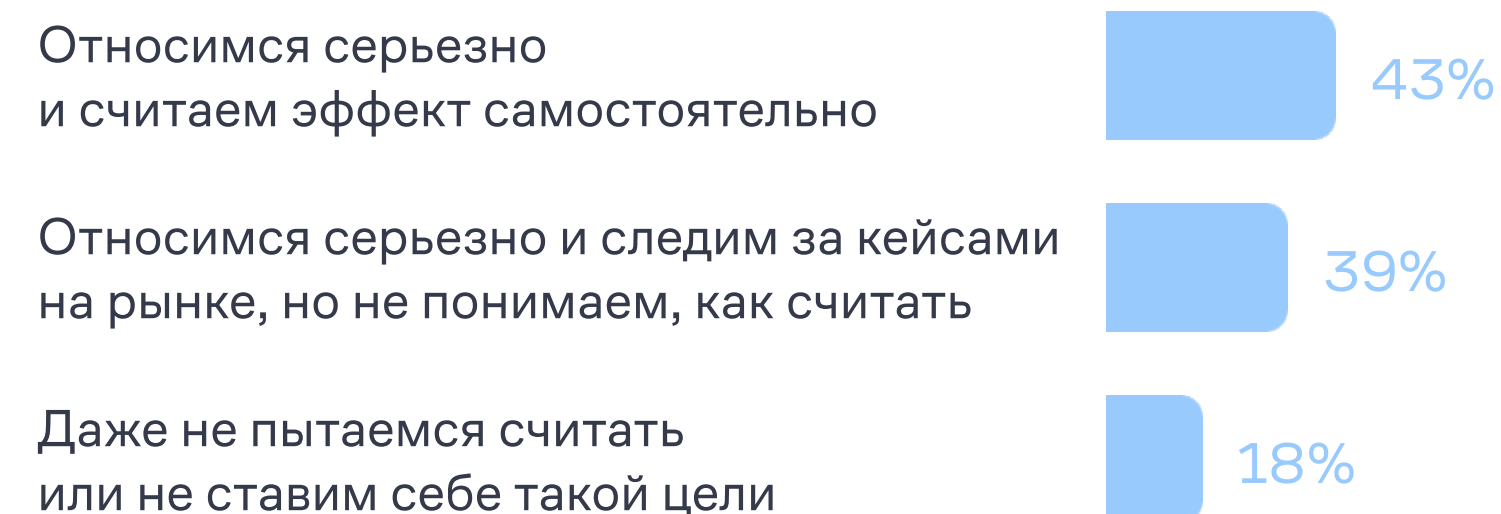 Относимся серьезно
и считаем эффект самостоятельно
43%
Относимся серьезно и следим за кейсами
на рынке, но не понимаем, как считать
39%
Даже не пытаемся считать
или не ставим себе такой цели
18%